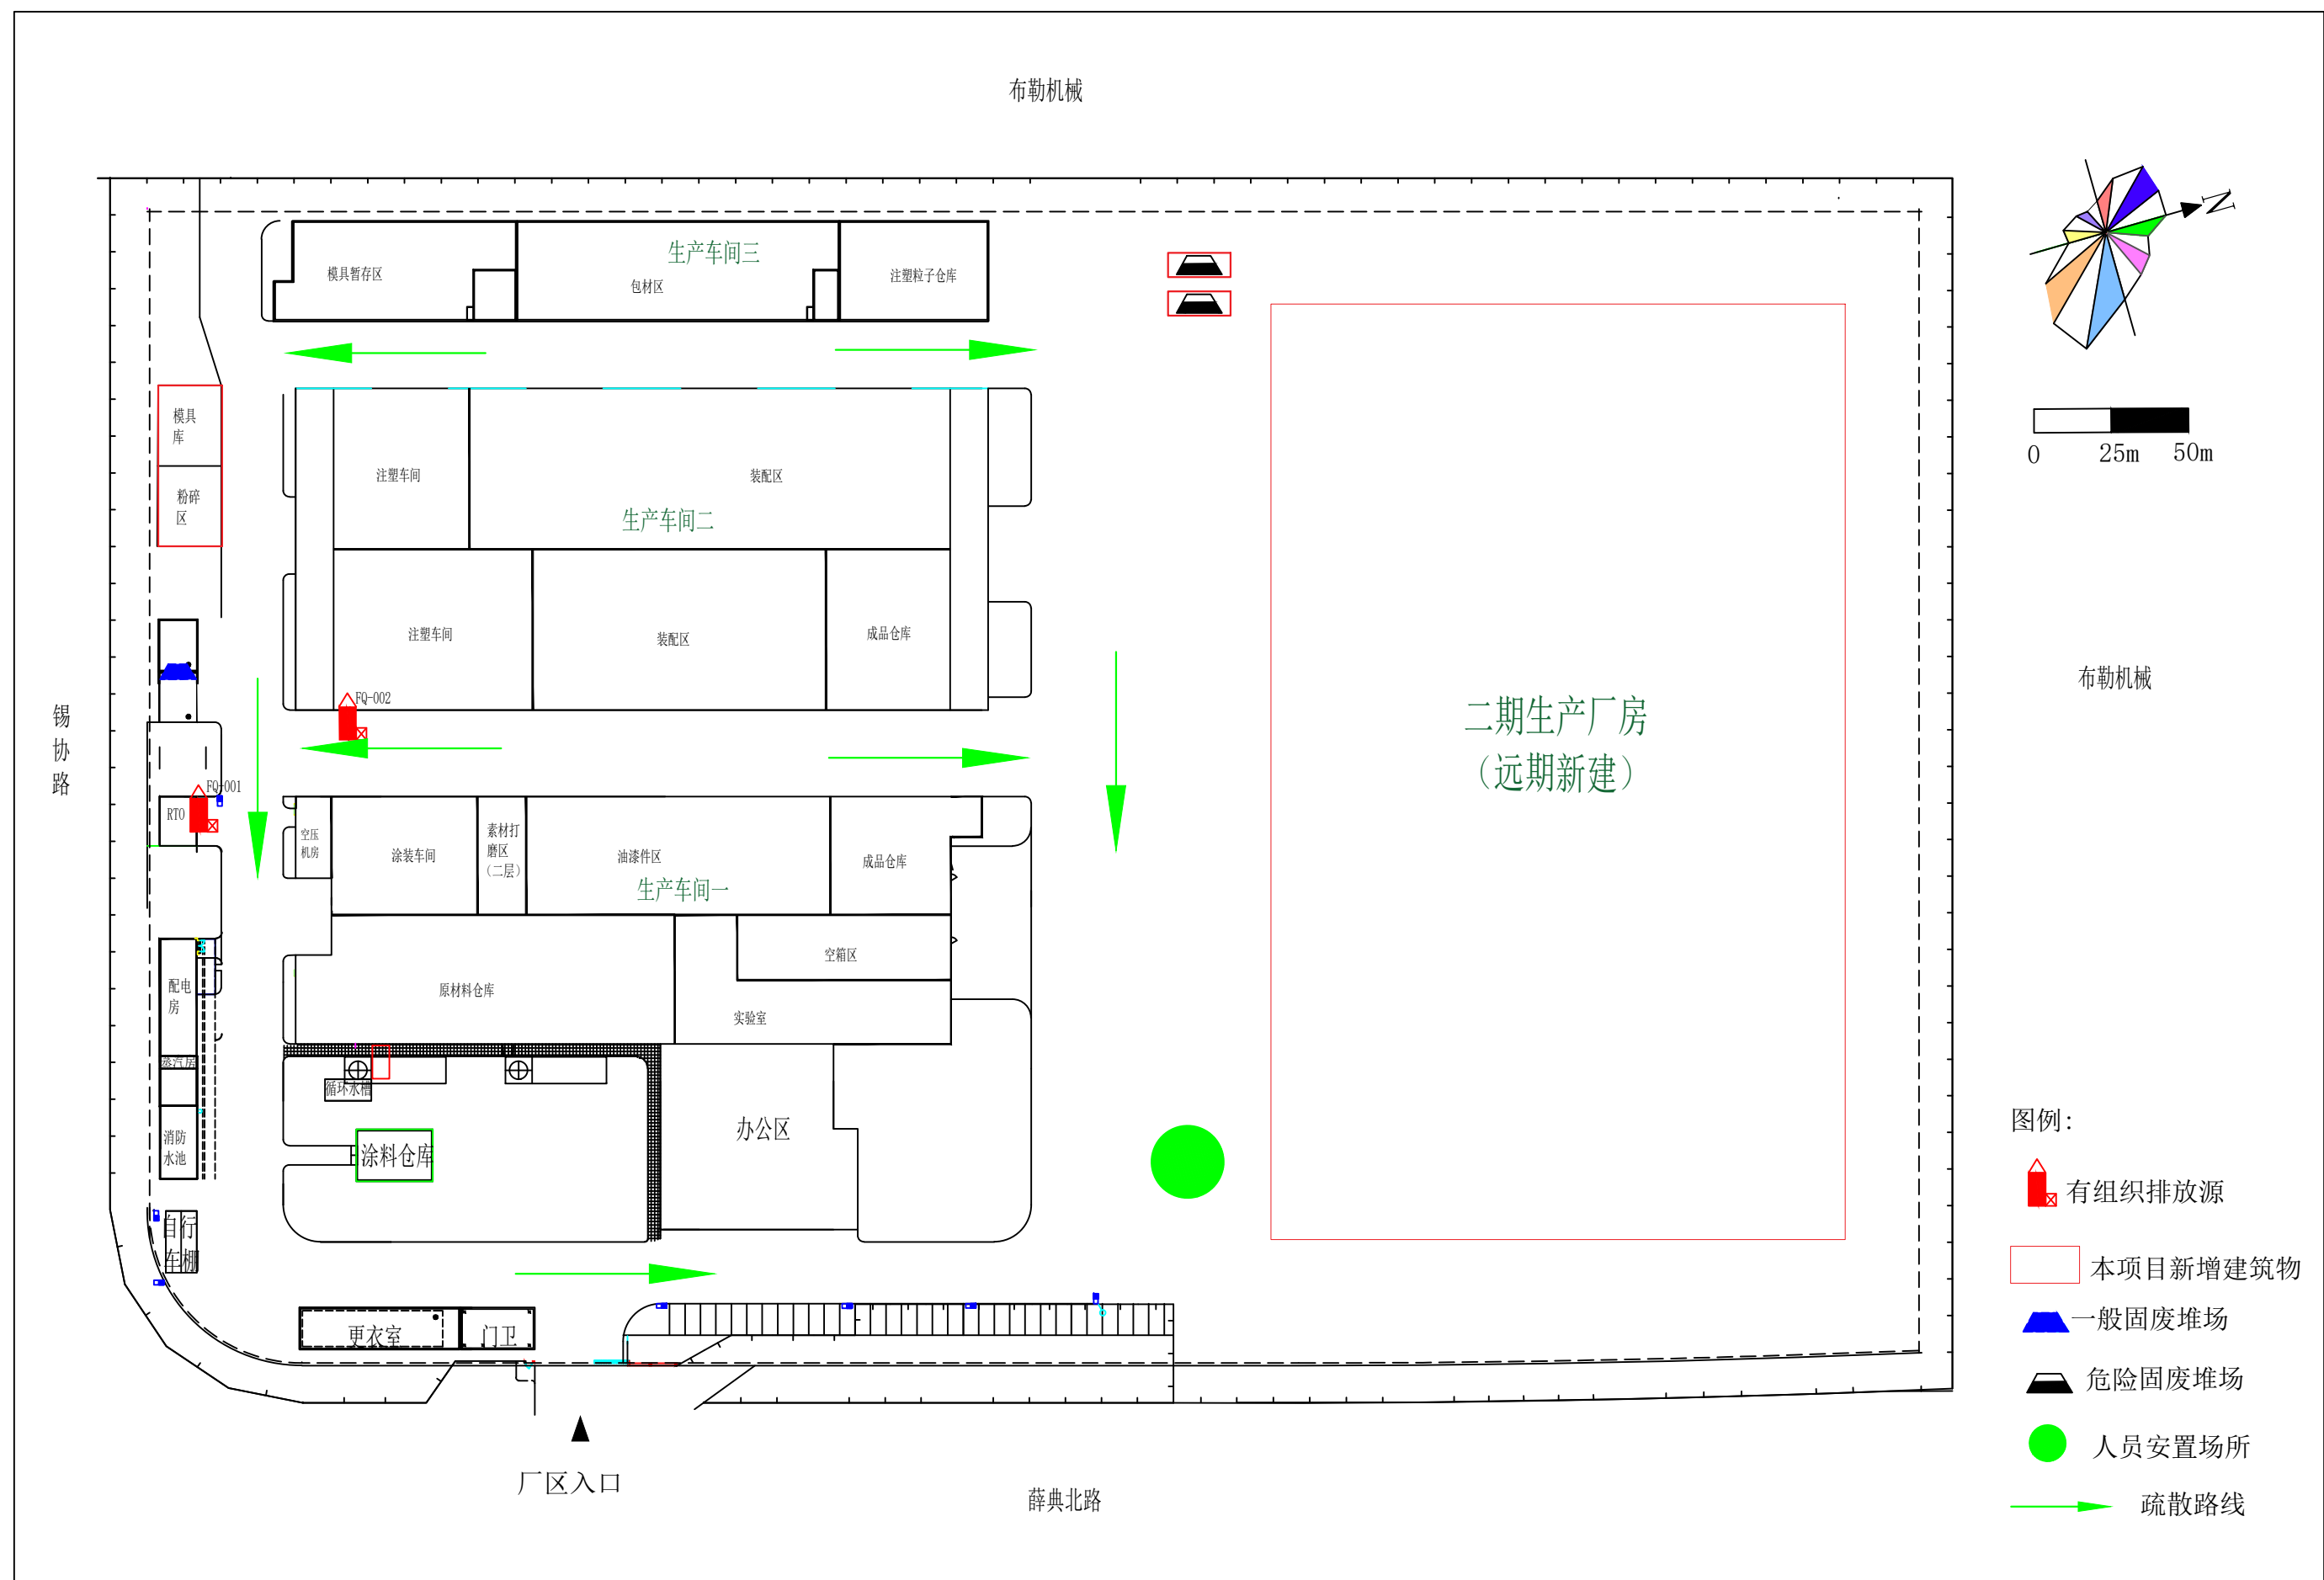 布勒机械
N
生产车间三
模具暂存区
包材区
注塑粒子仓库
模具
库
0
25m
50m
注塑车间
装配区
粉碎
区
生产车间二
注塑车间
装配区
成品仓库
布勒机械
FQ-002
锡
协
路
二期生产厂房
（远期新建）
FQ-001
RTO
空压
机房
涂装车间
素材打
磨区
（二层）
油漆件区
成品仓库
生产车间一
空箱区
配电
房
原材料仓库
实验室
蒸汽房
循环水槽
办公区
消防
水池
涂料仓库
自行
车棚
更衣室
门卫
厂区入口
薛典北路
图例：
有组织排放源
本项目新增建筑物
一般固废堆场
危险固废堆场
人员安置场所
疏散路线